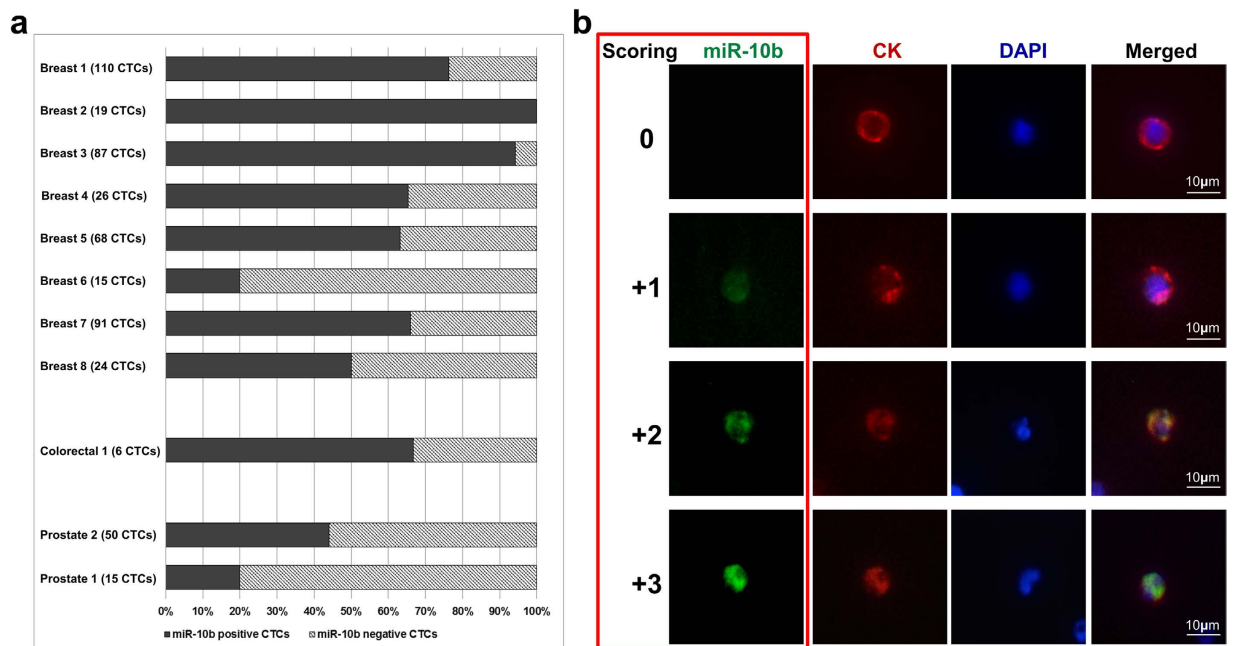 a
Breast 1 (110 CTCs)
Breast 2 (19 CTCs)
Breast 3 (87 CTCs)
Breast 4 (26 CTCs)
Breast 5 (68 CTCs)
Breast 6 (15 CTCs)
Breast 7 (91 CTCs)
Breast 8 (24 CTCs)
Colorectal 1 (6 CTCs)
Prostate 2 (50 CTCs)
Prostate 1 (15 CTCs)
0% 10% 20% 30% 40% 50% 60% 70% 80% 90% 100%
miR-10b positive CTCs miR-10b negative CTCs
b
Scoring miR-10b CK DAPI Merged
0
10µm
+1
10µm
+2
10µm
+3
10µm